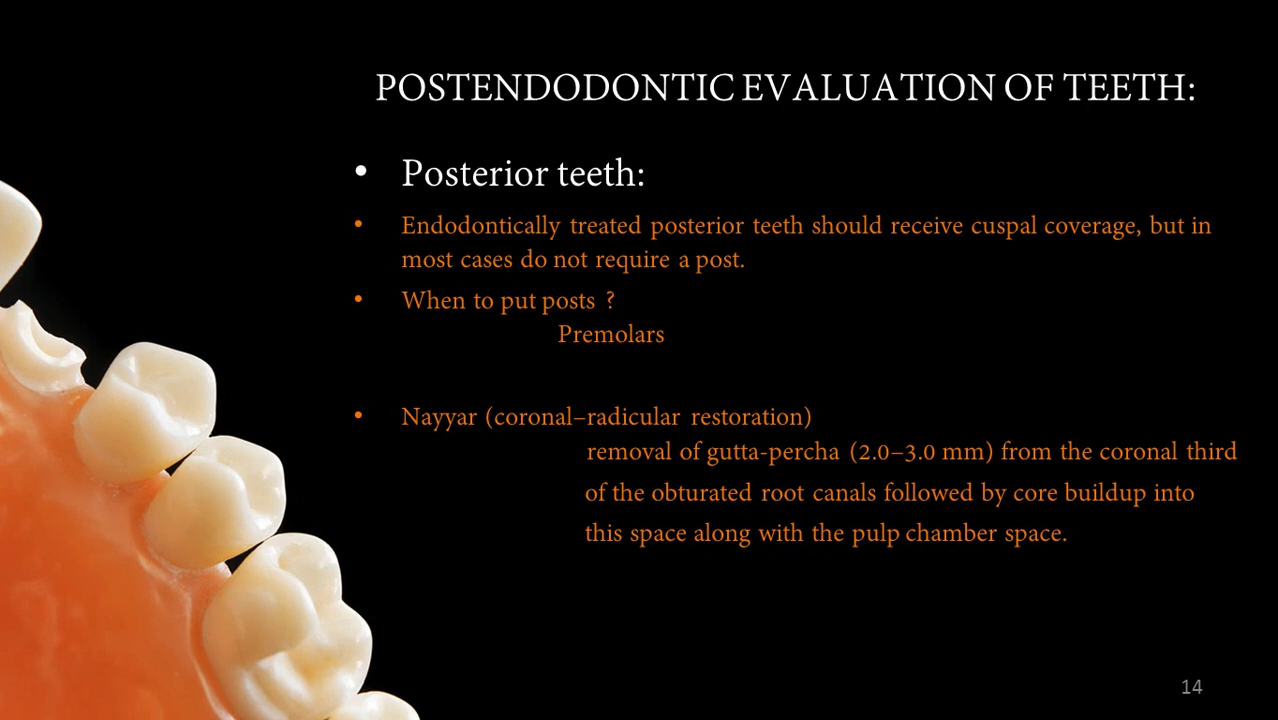 POSTENDODONTIC EVALUATION OF TEETH:
• Posterior teeth:
• Endodontically treated posterior teeth should receive cuspal coverage, but in
most cases do not require a post.
• When to put posts ?
Premolars
• Nayyar (coronal–radicular restoration)
removal of gutta-percha (2.0–3.0 mm) from the coronal third
of the obturated root canals followed by core buildup into
this space along with the pulp chamber space.
14